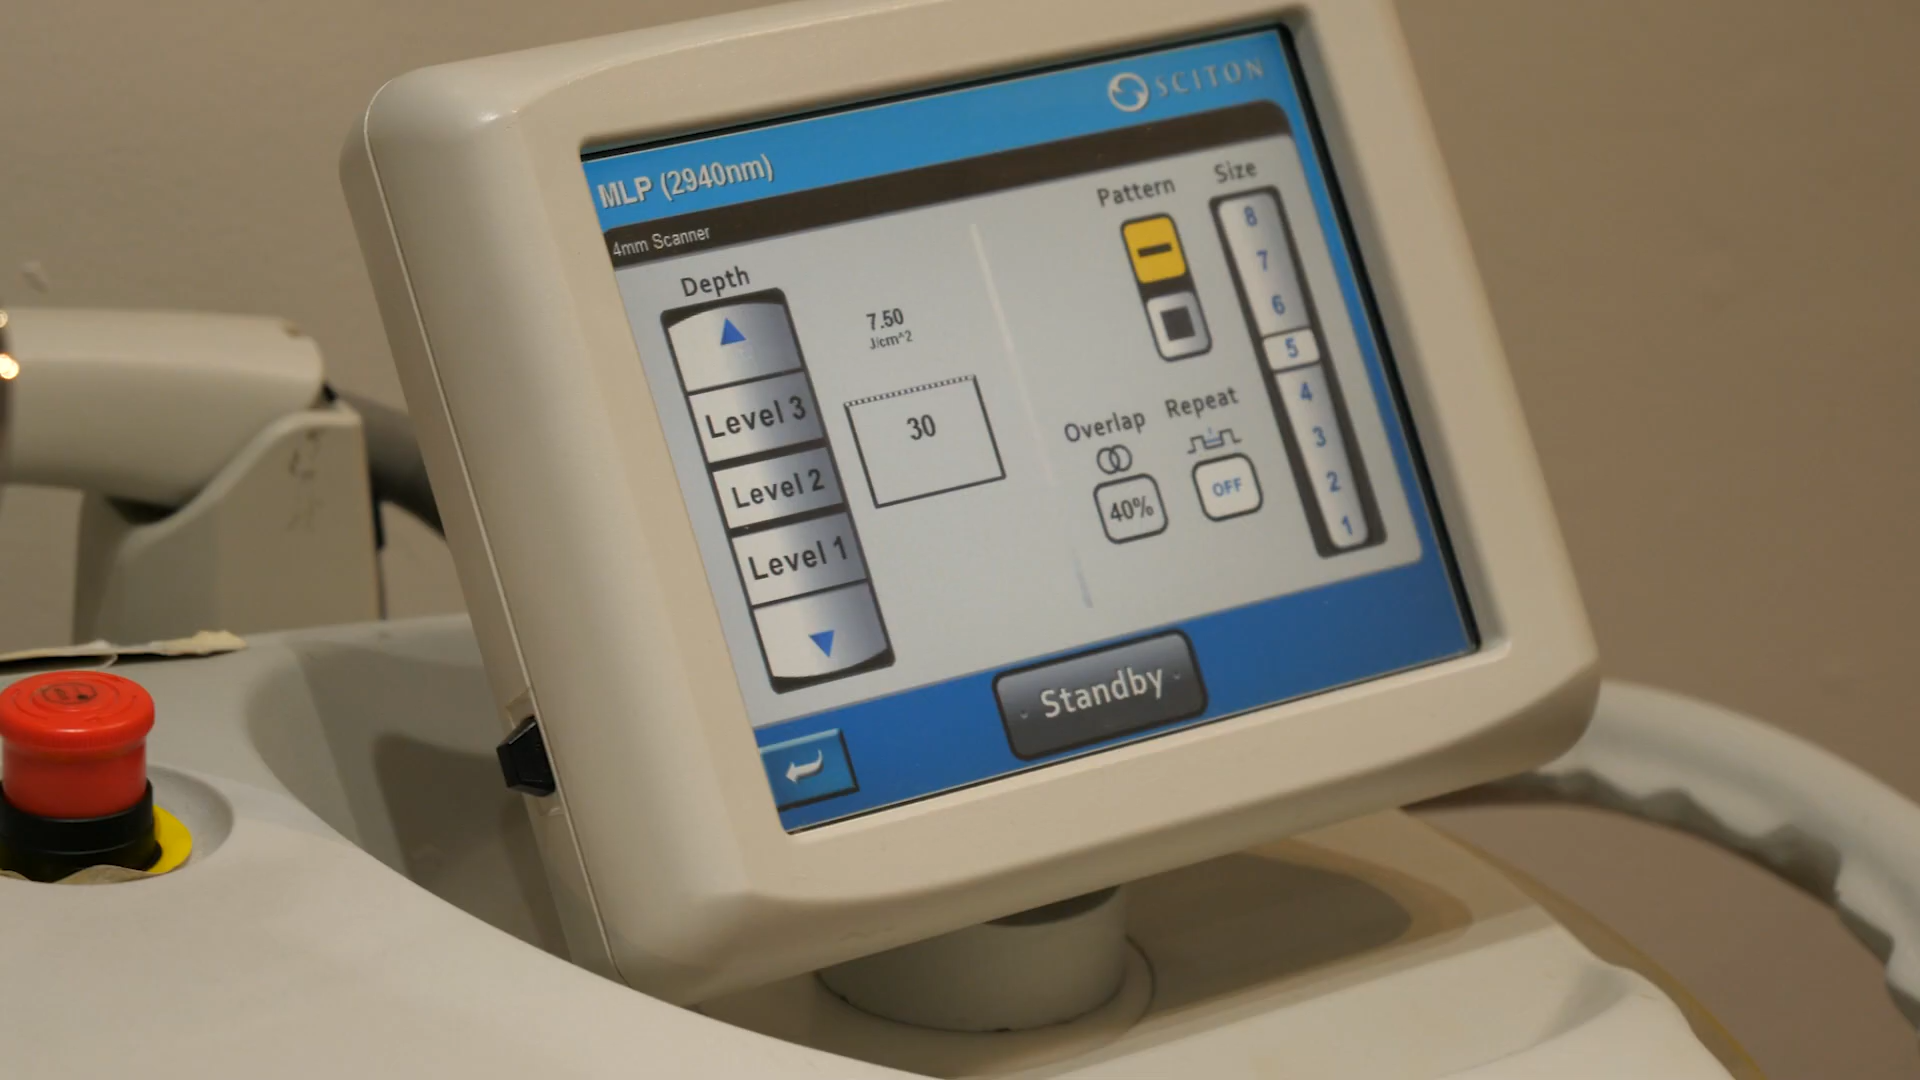 SCITON
MLP (2940nm)
4mm Scanner
Depth
Level 3
Level 2
Level 1
7.50
J/cm^2
30
Pattern
Size
8
7
6
5
4
3
2
1
Overlap
40%
Repeat
OFF
Standby